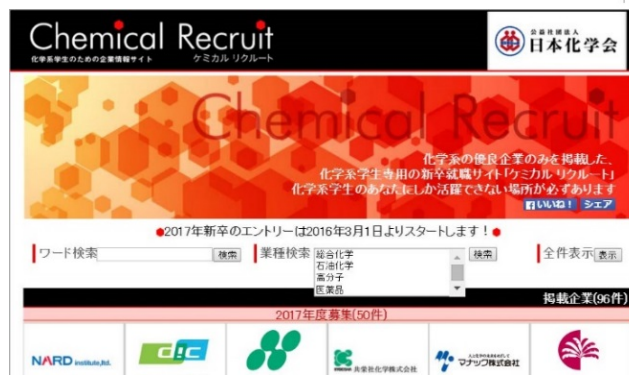 Chemical Recruit
化学系学生のための企業情報サイト ケミカル リクルート
公益社団法人
日本化学会
Chemical Recruit
化学系の優良企業のみを掲載した、
化学系学生専用の新卒就職サイト「ケミカル リクルート」
化学系学生のあなたにしか活躍できない場所が必ずあります
いいね! シェア
●2017年新卒のエントリーは2016年3月1日よりスタートします!●
ワード検索 検索 業種検索 検索 全件表示 表示
総合化学
石油化学
高分子
医薬品
掲載企業(96件)
2017年度募集(50件)
NARD institute,ltd.
dic
共栄社化学株式会社
マナック株式会社